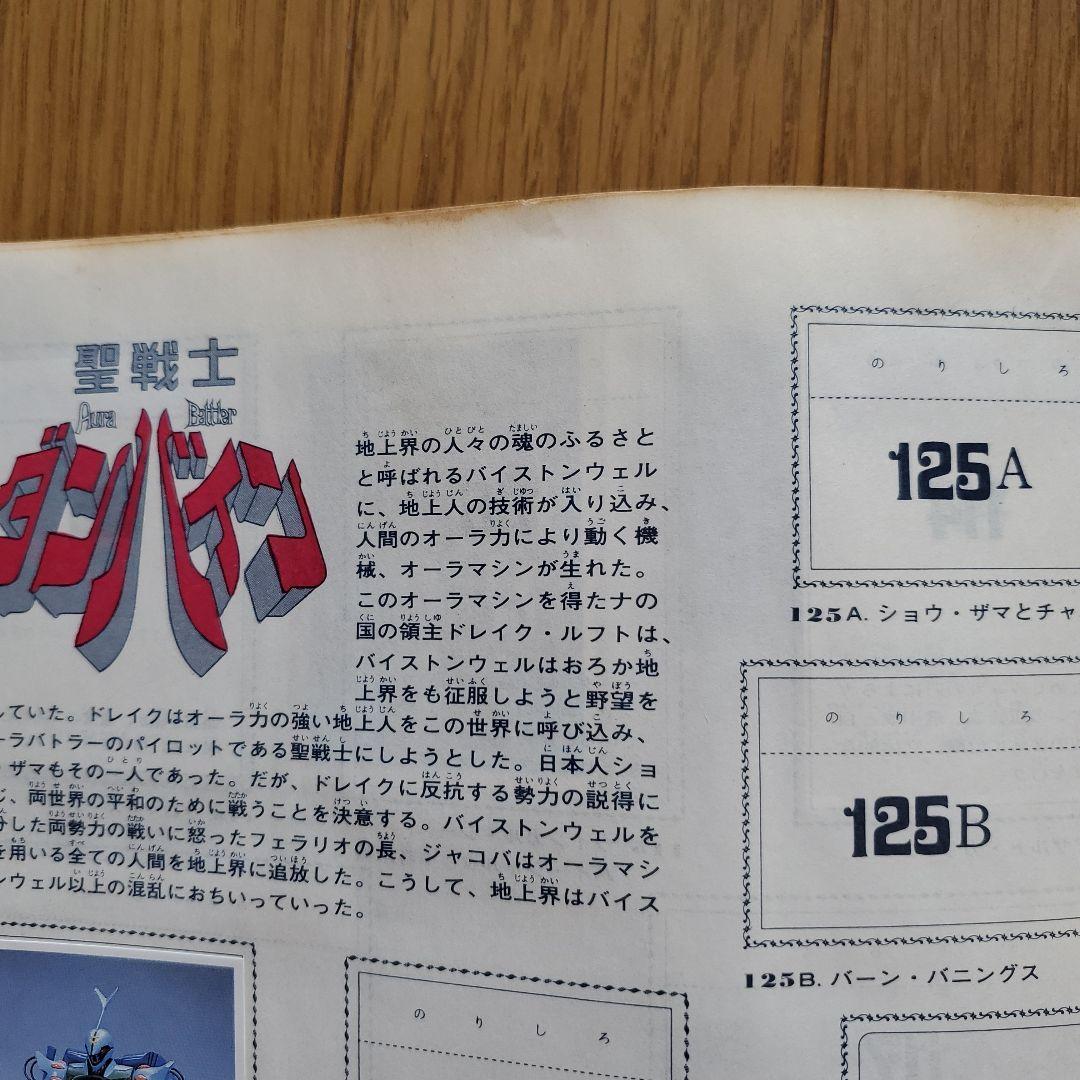 聖戦士
Aura Battler
ダンバイン
地上界の人々の魂のふるさと
と呼ばれるバイストンウェル
に、地上人の技術が入り込み、
人間のオーラ力により動く機
械、オーラマシンが生れた。
このオーラマシンを得たナの
国の領主ドレイク・ルフトは、
バイストンウェルはおろか地
上界をも征服しようと野望を
していた。ドレイクはオーラ力の強い地上人をこの世界に呼び込み、
ーラバトラーのパイロットである聖戦士にしようとした。日本人ショ
・ザマもその一人であった。だが、ドレイクに反抗する勢力の説得に
じ、両世界の平和のために戦うことを決意する。バイストンウェルを
分した両勢力の戦いに怒ったフェラリオの長、ジャコバはオーラマシ
を用いる全ての人間を地上界に追放した。こうして、地上界はバイス
ンウェル以上の混乱におちいっていった。
のりしろ
125A
125A. ショウ・ザマとチャ
のりしろ
125B
125B. バーン・バニングス
のりしろ